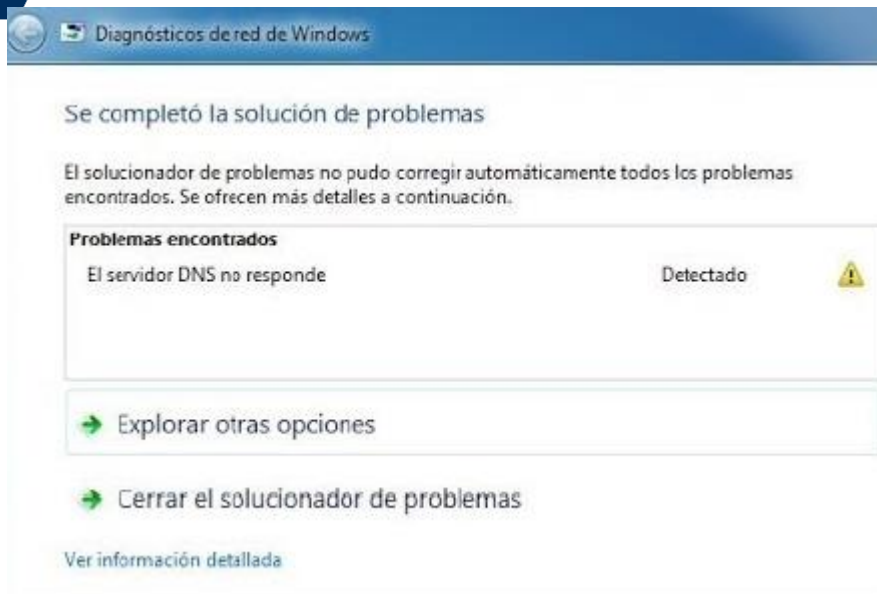 Diagnósticos de red de Windows
Se completó la solución de problemas
El solucionador de problemas no pudo corregir automáticamente todos los problemas
encontrados. Se ofrecen más detalles a continuación.
Problemas encontrados
El servidor DNS no responde Detectado
Explorar otras opciones
Cerrar el solucionador de problemas
Ver información detallada